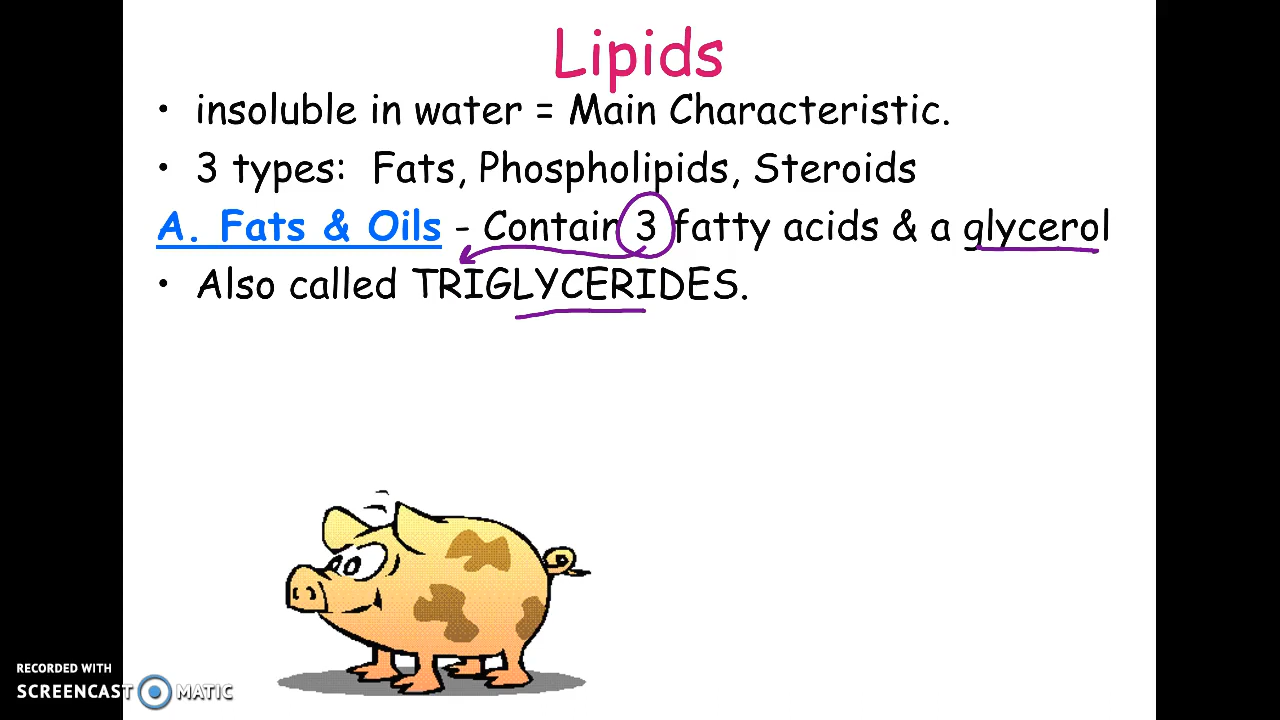 Lipids
• insoluble in water = Main Characteristic.
• 3 types: Fats, Phospholipids, Steroids
A. Fats & Oils - Contain 3 fatty acids & a glycerol
• Also called TRIGLYCERIDES.
RECORDED WITH
SCREENCAST MATIC